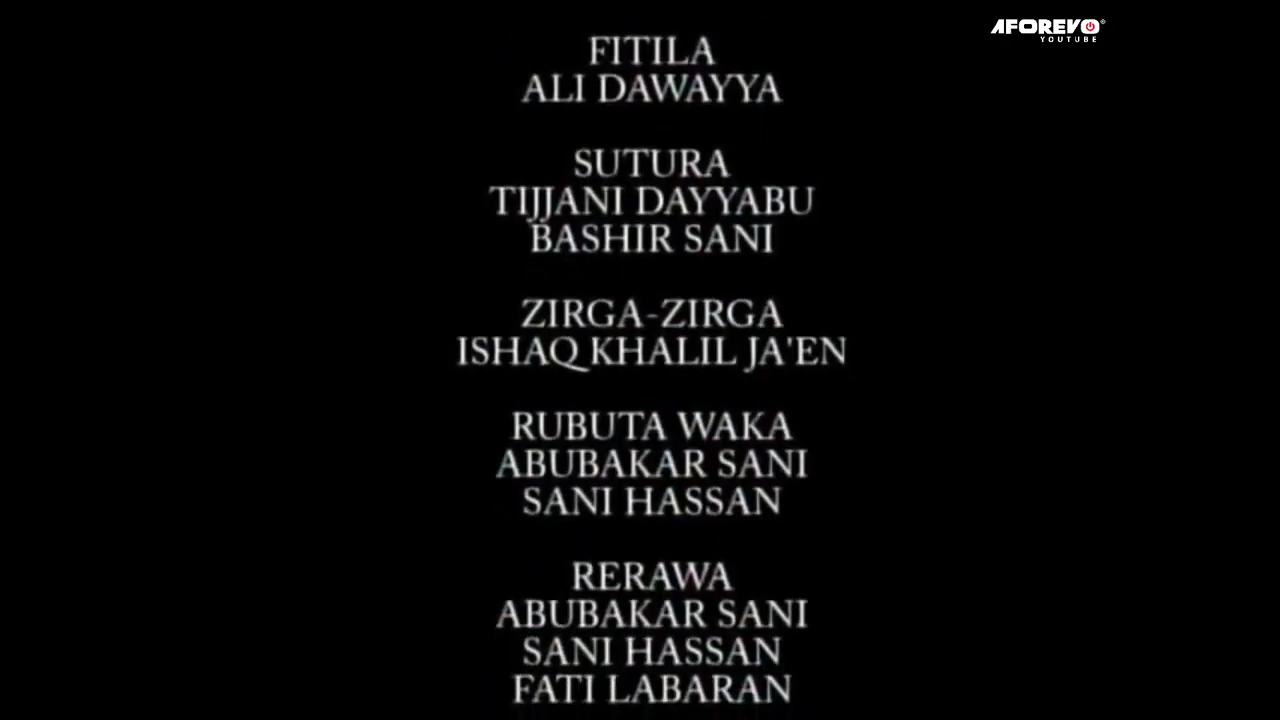 AFOREVO
YOUTUBE
FITILA
ALI DAWAYYA
SUTURA
TIJJANI DAYYABU
BASHIR SANI
ZIRGA-ZIRGA
ISHAQ KHALIL JA'EN
RUBUTA WAKA
ABUBAKAR SANI
SANI HASSAN
RERAWA
ABUBAKAR SANI
SANI HASSAN
FATI LABARAN